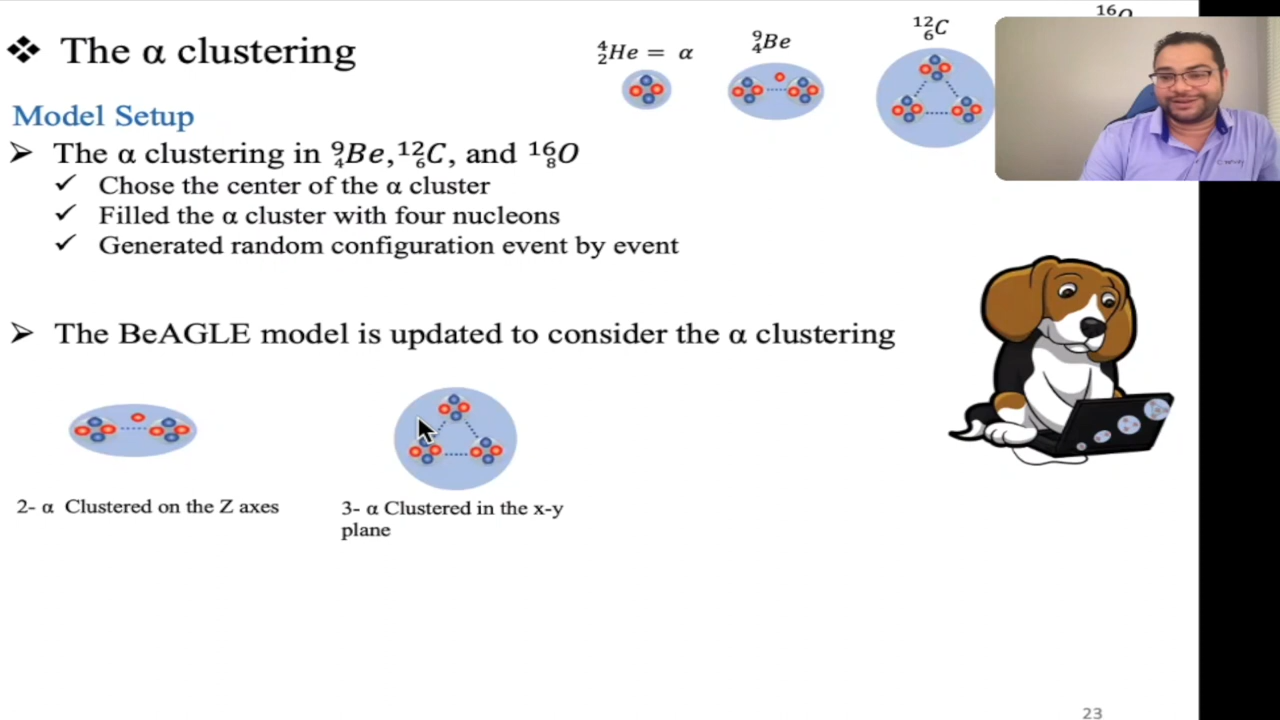 ❖ The α clustering
⁴₂He = α
⁹₄Be
¹²₆C
¹⁶
Model Setup
➢ The α clustering in ⁹₄Be, ¹²₆C, and ¹⁶₈O
✓ Chose the center of the α cluster
✓ Filled the α cluster with four nucleons
✓ Generated random configuration event by event
➢ The BeAGLE model is updated to consider the α clustering
2- α Clustered on the Z axes
3- α Clustered in the x-y
plane
23